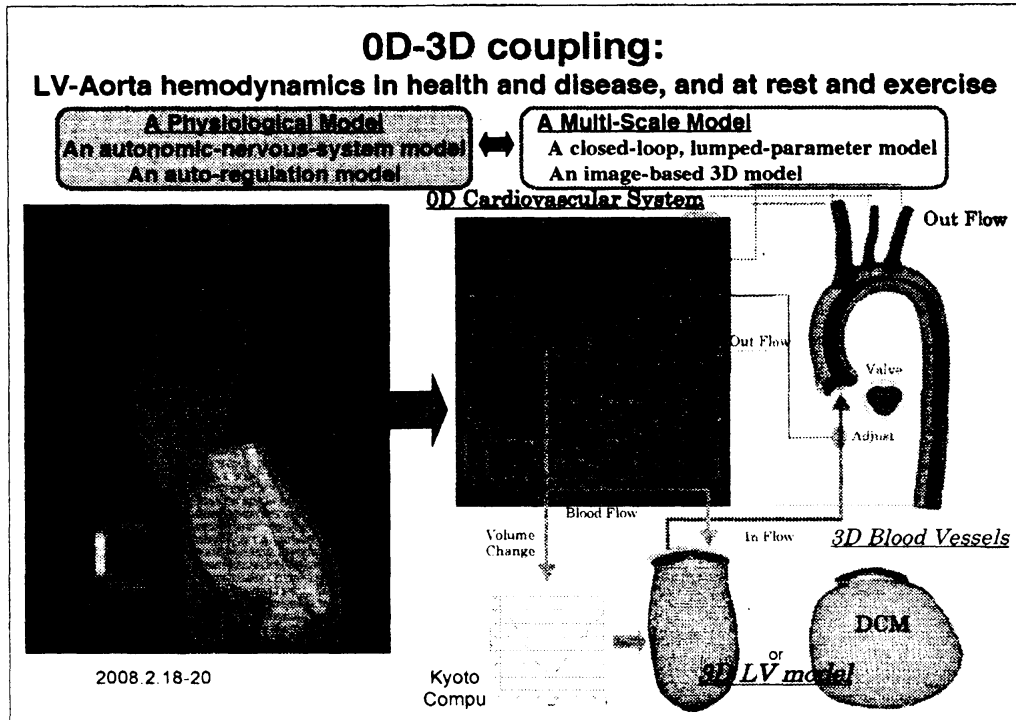 0D-3D coupling:
LV-Aorta hemodynamics in health and disease, and at rest and exercise
A Physiological Model
An autonomic-nervous-system model
An auto-regulation model
A Multi-Scale Model
A closed-loop, lumped-parameter model
An image-based 3D model
0D Cardiovascular System
Out Flow
Out Flow
Valve
Adjust
Blood Flow
Volume
Change
In Flow
3D Blood Vessels
DCM
or
3D LV model
2008.2.18-20
Kyoto
Compu